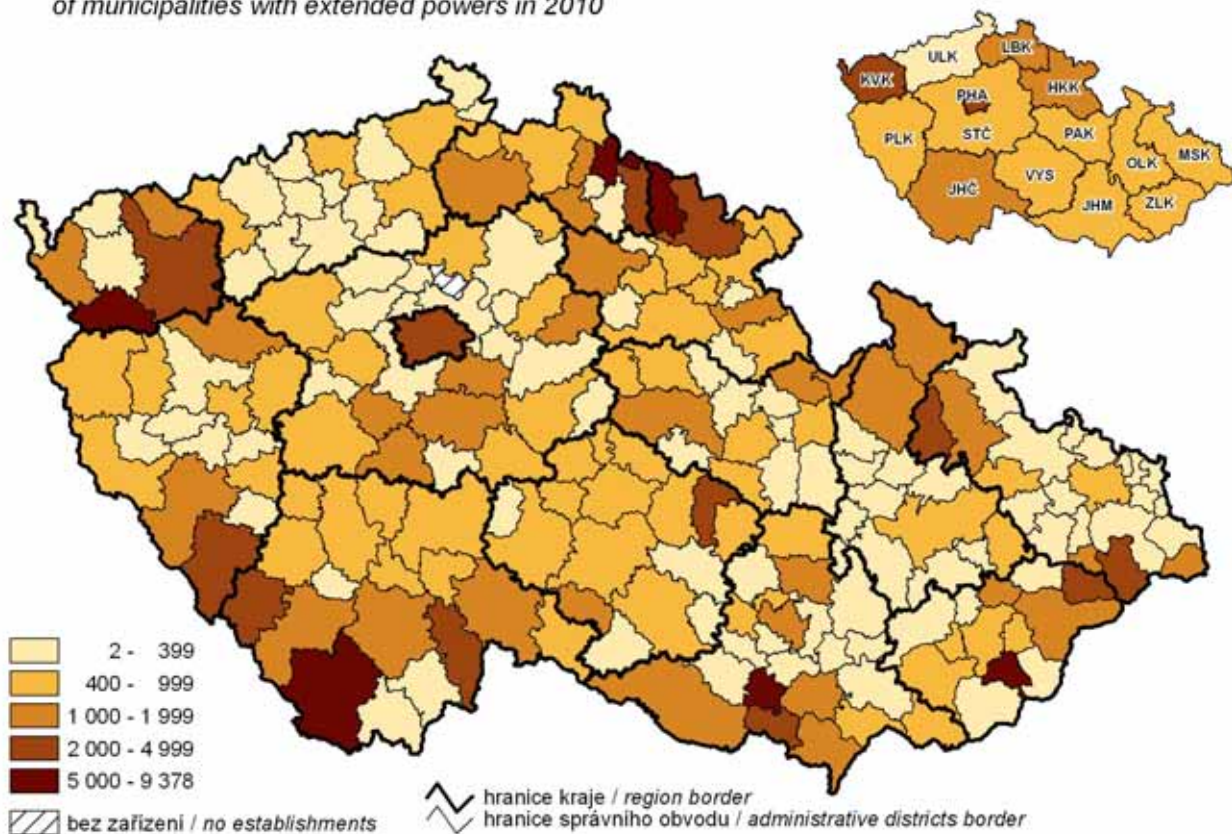 of municipalities with extended powers in 2010
ULK
LBK
KVK
HKK
PHA
PLK
STČ
PAK
OLK
MSK
VYS
JHČ
JHM
ZLK
2 - 399
400 - 999
1 000 - 1 999
2 000 - 4 999
5 000 - 9 378
bez zařízení / no establishments
hranice kraje / region border
hranice správního obvodu / administrative districts border